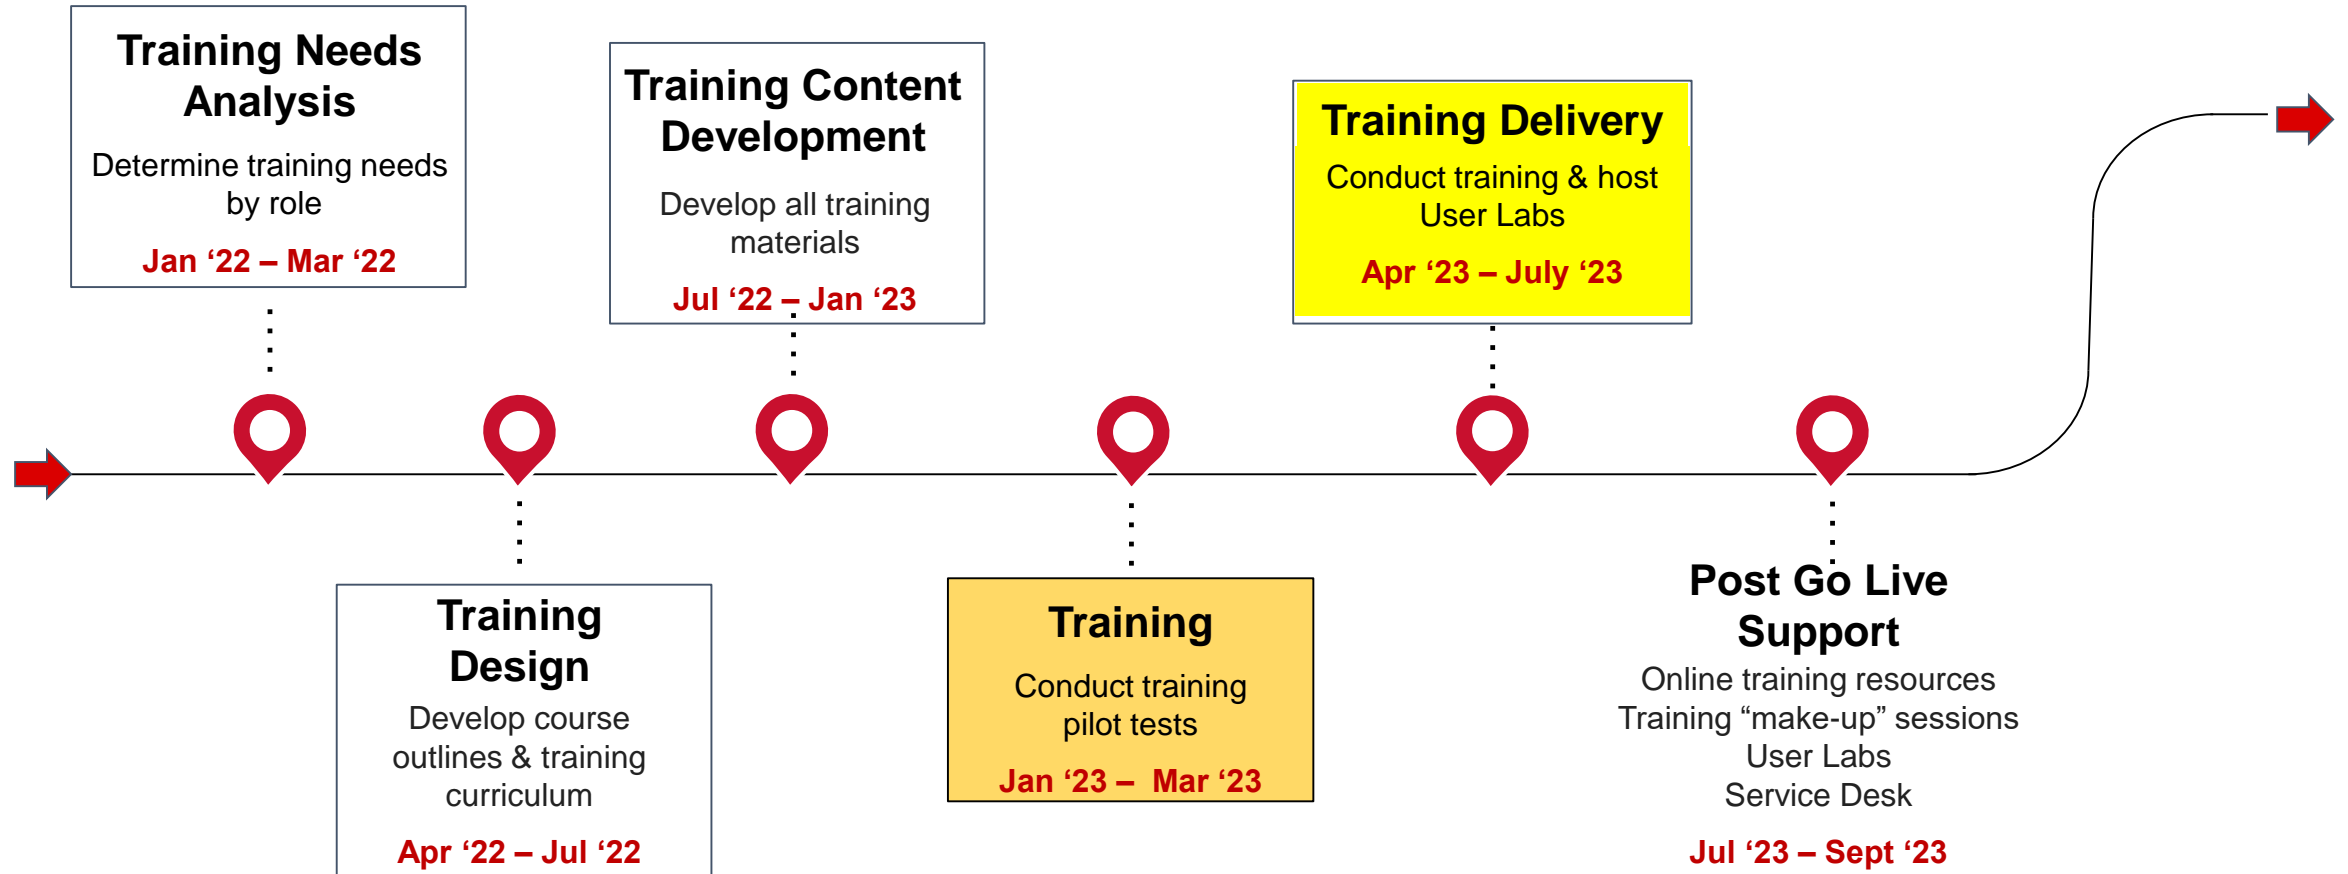 Training Needs
Analysis
Determine training needs
by role
Jan ‘22 – Mar ‘22
Training
Design
Develop course
outlines & training
curriculum
Apr ‘22 – Jul ‘22
Training Content
Development
Develop all training
materials
Jul ‘22 – Jan ‘23
Training
Conduct training
pilot tests
Jan ‘23 – Mar ‘23
Training Delivery
Conduct training & host
User Labs
Apr ‘23 – July ‘23
Post Go Live
Support
Online training resources
Training “make-up” sessions
User Labs
Service Desk
Jul ‘23 – Sept ‘23